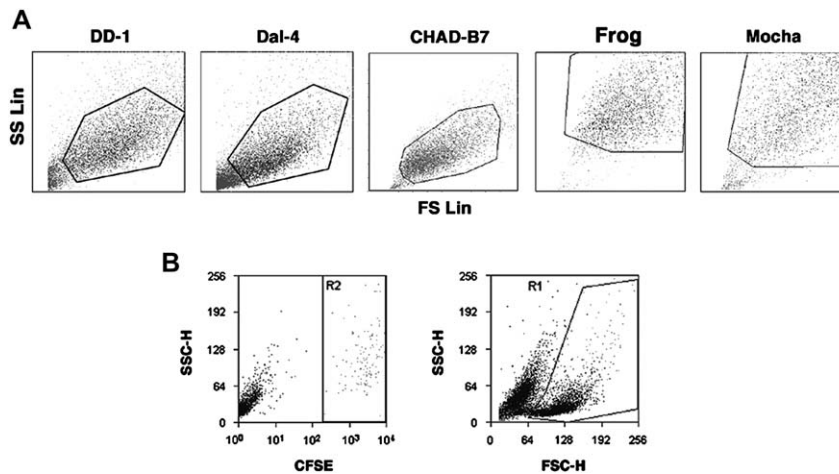 A
DD-1 Dal-4 CHAD-B7 Frog Mocha
SS Lin
FS Lin
B
256
192
128
64
0
SSC-H
R2
10⁰ 10¹ 10² 10³ 10⁴
CFSE
256
192
128
64
0
SSC-H
R1
0 64 128 192 256
FSC-H